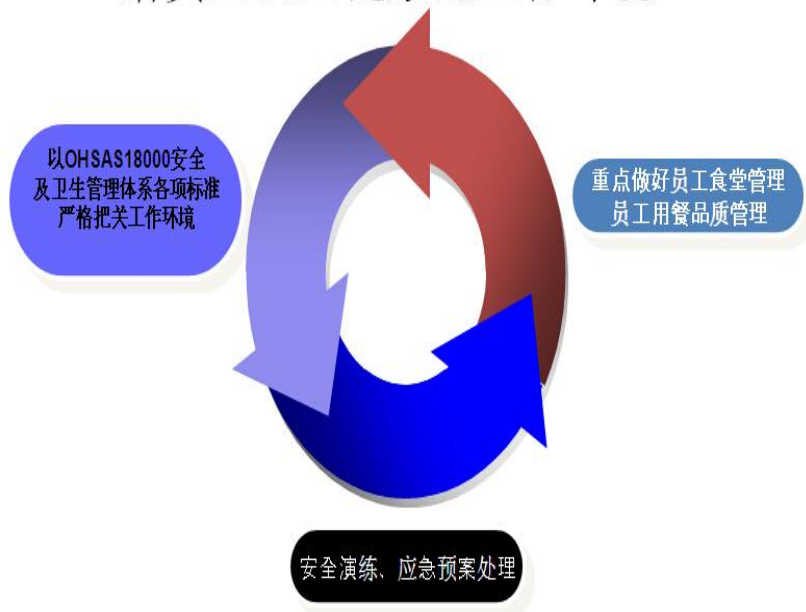 以OHSAS18000安全
及卫生管理体系各项标准
严格把关工作环境
重点做好员工食堂管理
员工用餐品质管理
安全演练、应急预案处理